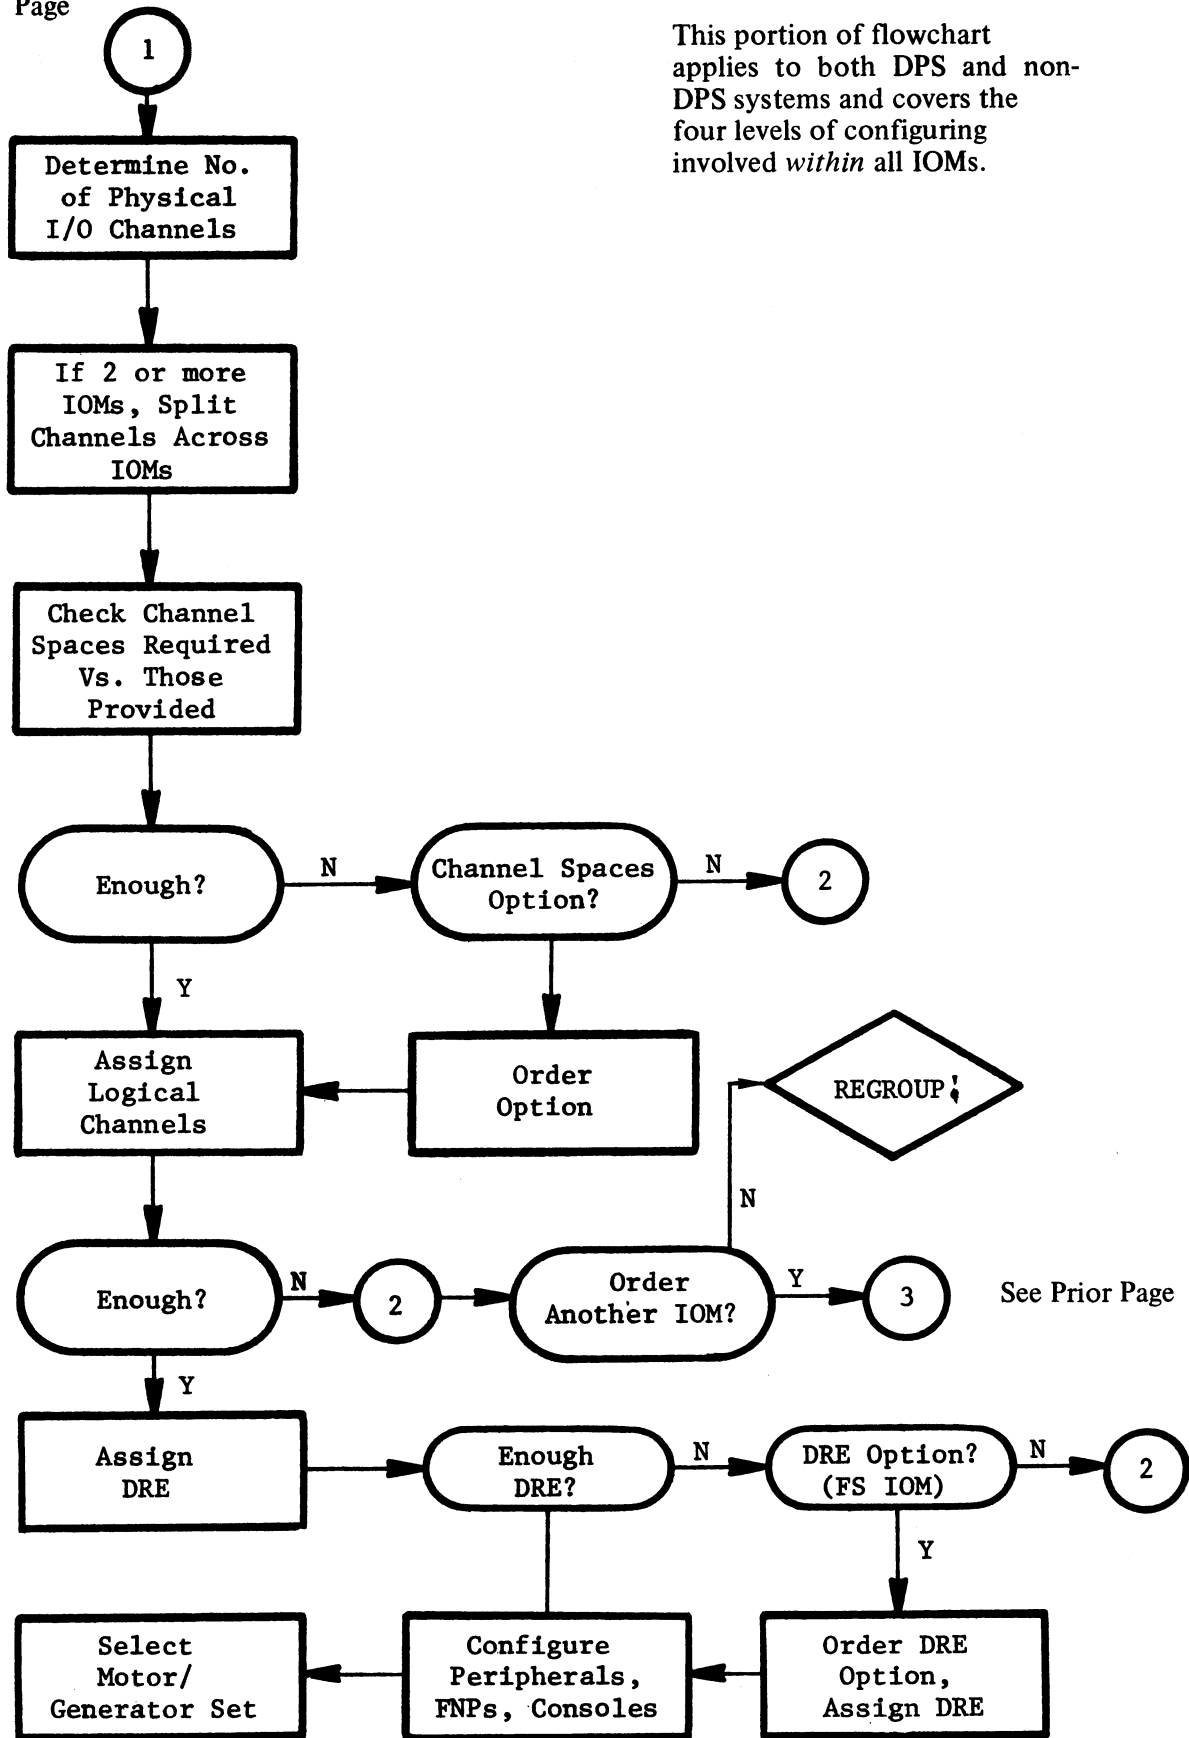 Page
1
This portion of flowchart
applies to both DPS and non-
DPS systems and covers the
four levels of configuring
involved within all IOMs.
Determine No.
of Physical
I/O Channels
If 2 or more
IOMs, Split
Channels Across
IOMs
Check Channel
Spaces Required
Vs. Those
Provided
Enough?
N
Channel Spaces
Option?
N
2
Y
Assign
Logical
Channels
Order
Option
REGROUP!
N
Enough?
N
2
Order
Another IOM?
Y
3
See Prior Page
Y
Assign
DRE
Enough
DRE?
N
DRE Option?
(FS IOM)
N
2
Y
Select
Motor/
Generator Set
Configure
Peripherals,
FNPs, Consoles
Order DRE
Option,
Assign DRE